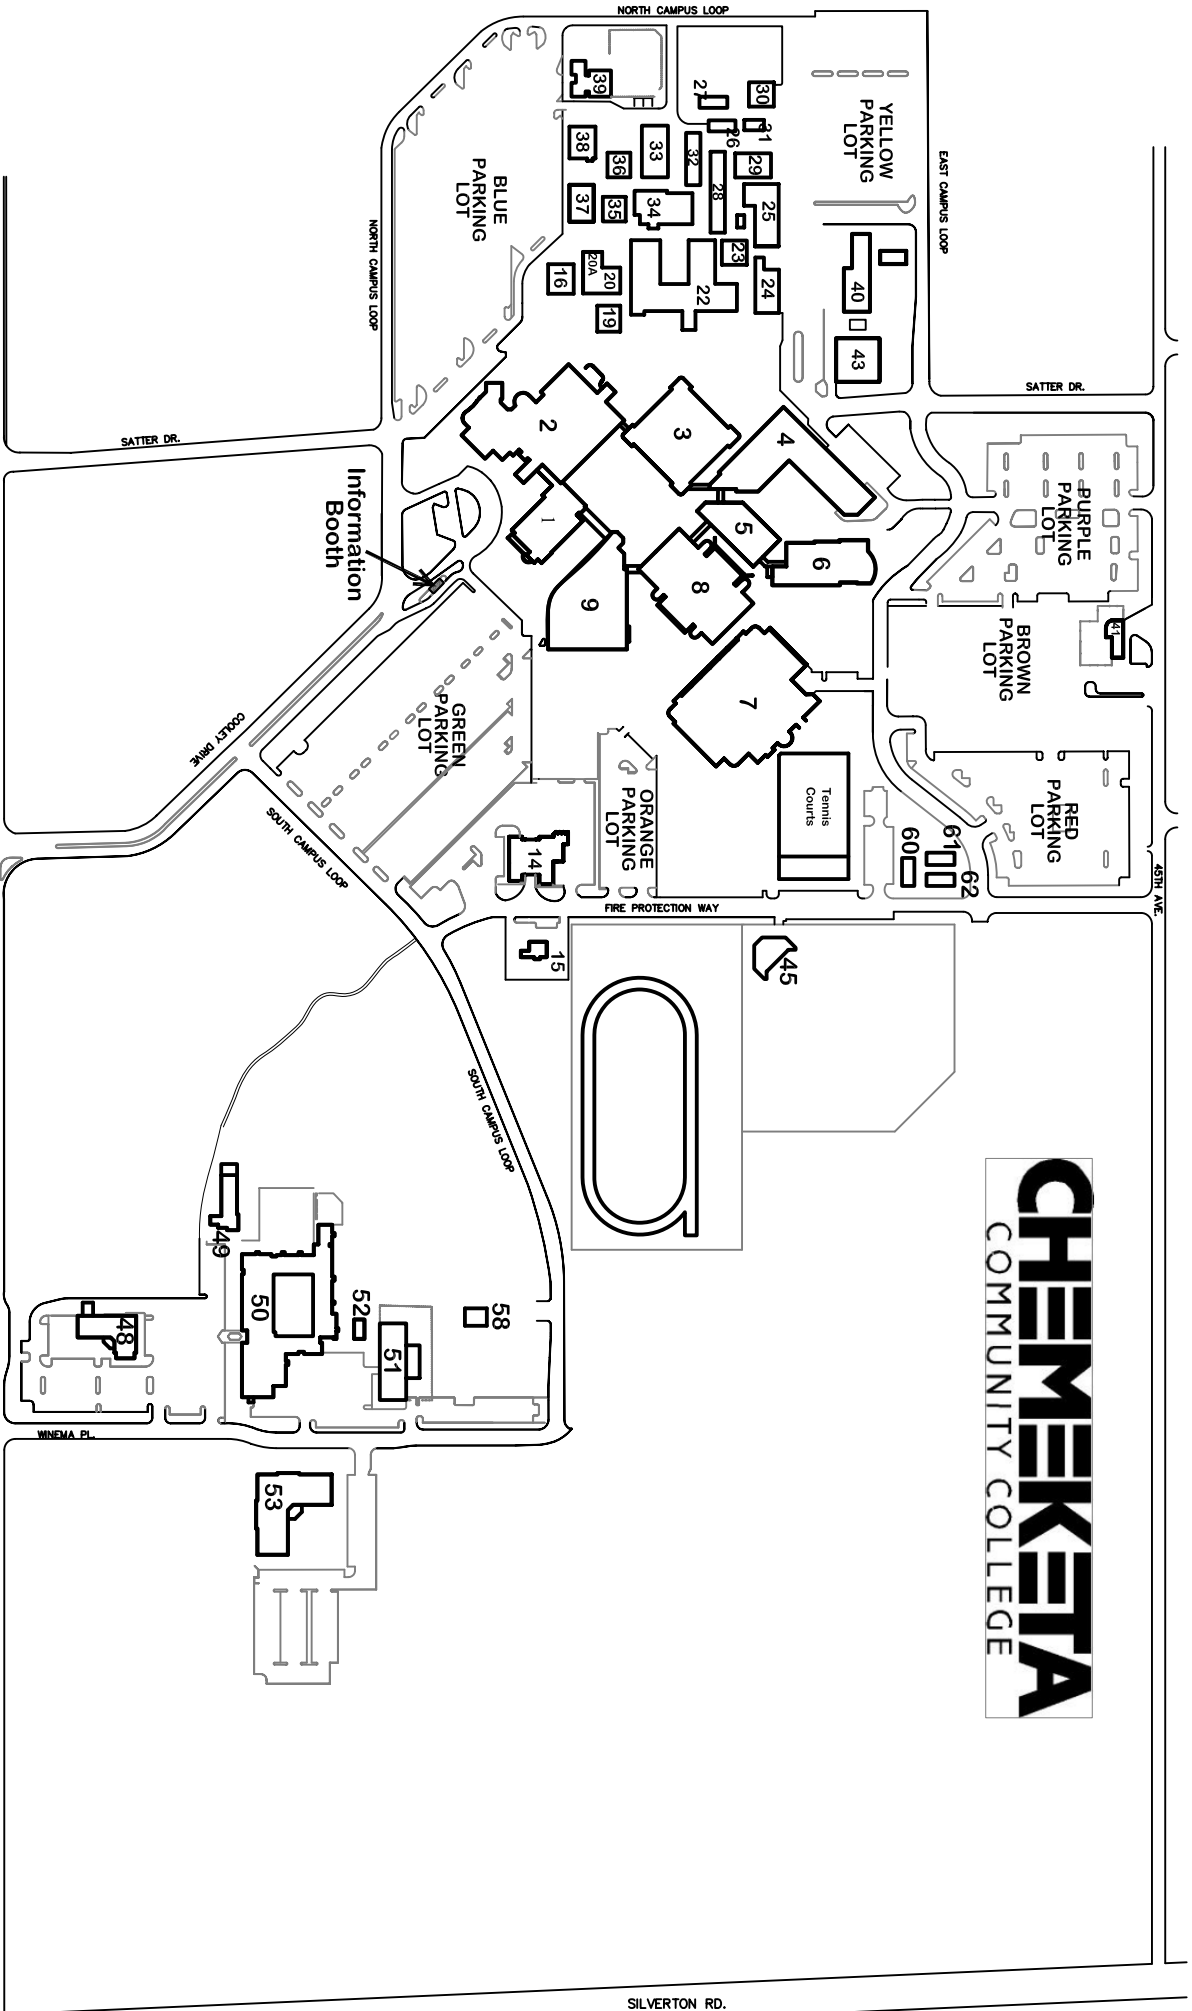 NORTH CAMPUS LOOP
39
27
30
YELLOW
PARKING
LOT
38
36
33
32
26
31
29
28
25
EAST CAMPUS LOOP
BLUE
PARKING
LOT
37
35
34
23
24
20A
20
16
22
19
40
43
NORTH CAMPUS LOOP
SATTER DR.
SATTER DR.
2
3
4
1
5
6
8
9
7
Information
Booth
PURPLE
PARKING
LOT
41
BROWN
PARKING
LOT
GREEN
PARKING
LOT
COOLEY DRIVE
SOUTH CAMPUS LOOP
ORANGE
PARKING
LOT
Tennis
Courts
RED
PARKING
LOT
14
60
61
62
45TH AVE.
FIRE PROTECTION WAY
15
45
SOUTH CAMPUS LOOP
CHEMEKETA
COMMUNITY COLLEGE
49
50
52
51
58
48
WINEMA PL.
53
SILVERTON RD.